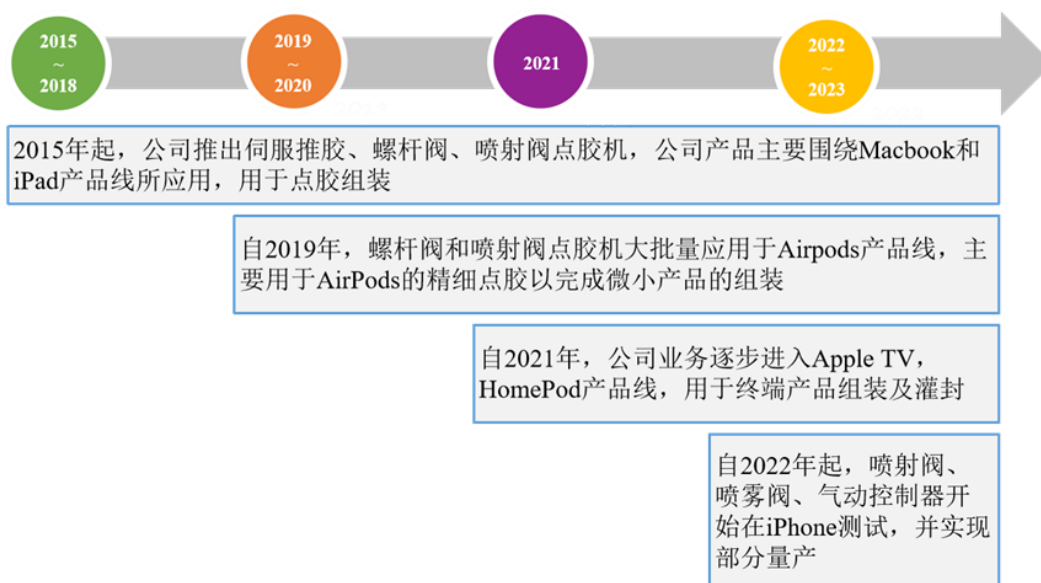 2015
~
2018
2019
~
2020
2021
2022
~
2023
2015年起，公司推出伺服推胶、螺杆阀、喷射阀点胶机，公司产品主要围绕Macbook和
iPad产品线所应用，用于点胶组装
自2019年，螺杆阀和喷射阀点胶机大批量应用于Airpods产品线，主
要用于AirPods的精细点胶以完成微小产品的组装
自2021年，公司业务逐步进入Apple TV，
HomePod产品线，用于终端产品组装及灌封
自2022年起，喷射阀、
喷雾阀、气动控制器开
始在iPhone测试，并实现
部分量产